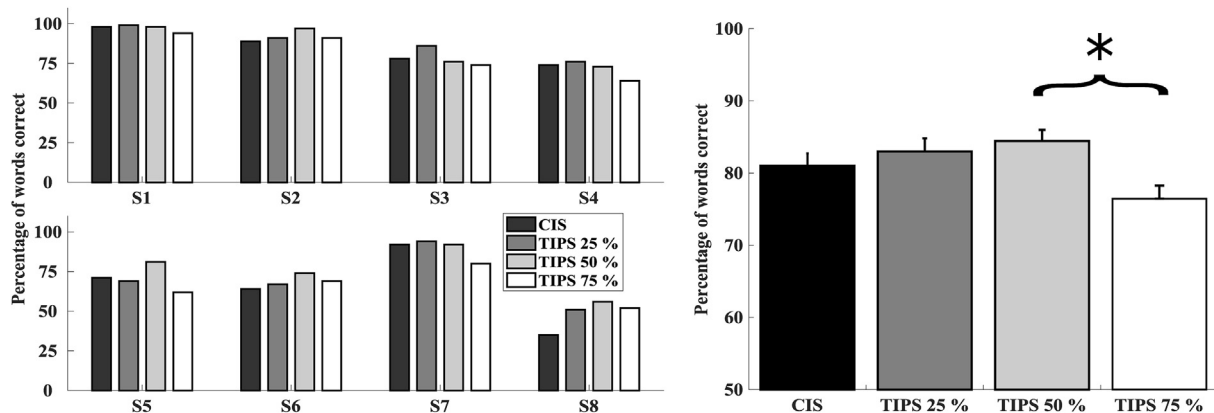 Percentage of words correct
100
75
50
25
0
S1 S2 S3 S4
100
75
50
25
0
S5 S6 S7 S8
CIS
TIPS 25 %
TIPS 50 %
TIPS 75 %
Percentage of words correct
100
90
80
70
60
50
*
CIS TIPS 25 % TIPS 50 % TIPS 75 %